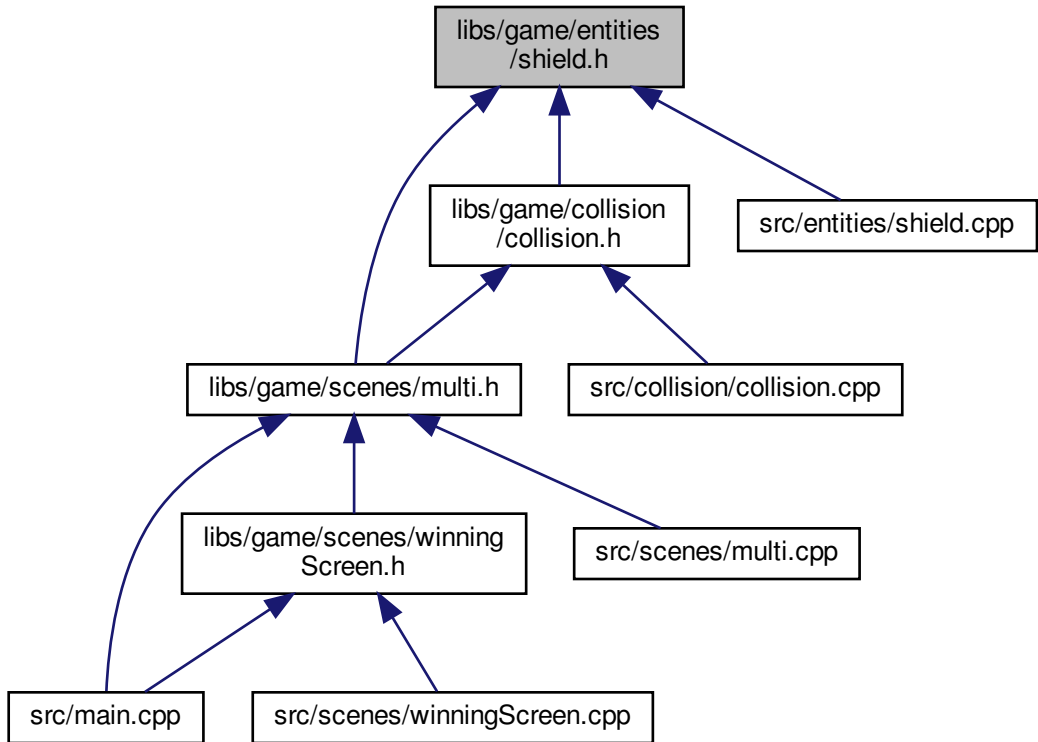 libs/game/entities
/shield.h
libs/game/collision
/collision.h
src/entities/shield.cpp
libs/game/scenes/multi.h
src/collision/collision.cpp
libs/game/scenes/winning
Screen.h
src/scenes/multi.cpp
src/main.cpp
src/scenes/winningScreen.cpp